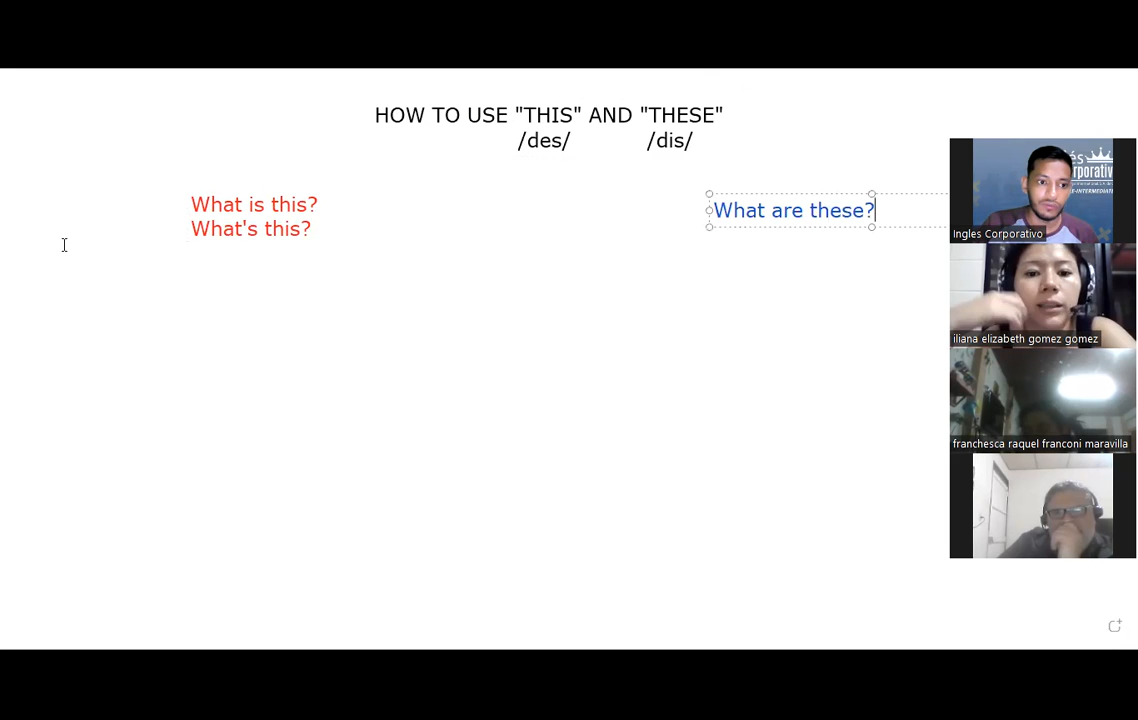 HOW TO USE "THIS" AND "THESE"
/des/ /dis/
What is this?
What's this?
What are these?
Ingles Corporativo
iliana elizabeth gomez gomez
franchesca raquel franconi maravilla